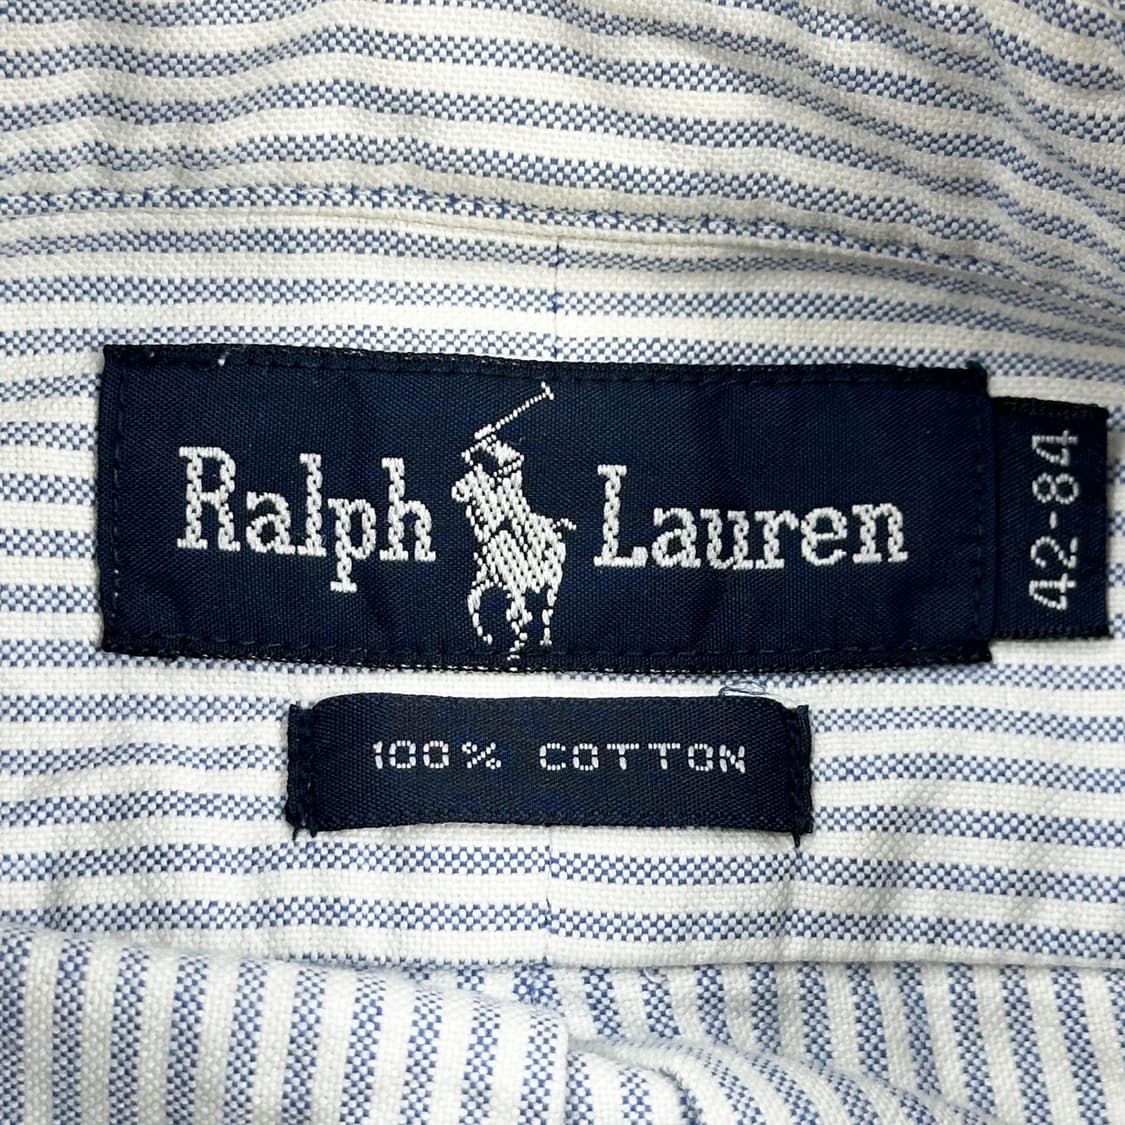 Ralph Lauren
42-84
100% COTTON